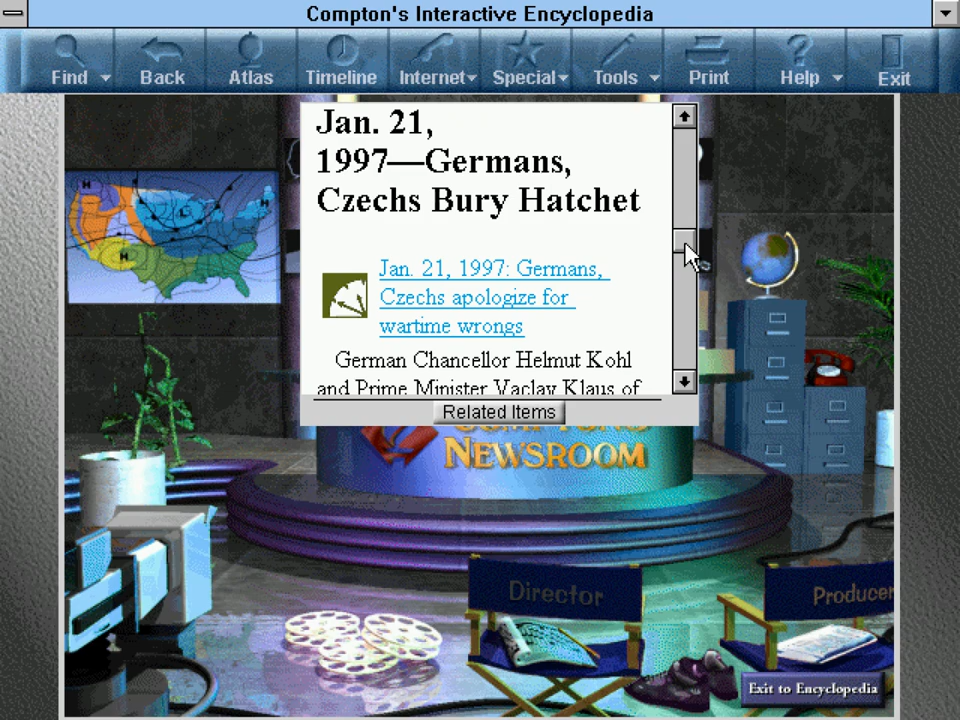 Compton's Interactive Encyclopedia
Find Back Atlas Timeline Internet Special Tools Print Help Exit
Jan. 21,
1997—Germans,
Czechs Bury Hatchet
Jan. 21, 1997: Germans,
Czechs apologize for
wartime wrongs
German Chancellor Helmut Kohl
and Prime Minister Vaclav Klaus of
Related Items
NEWSROOM
Director
Producer
Exit to Encyclopedia